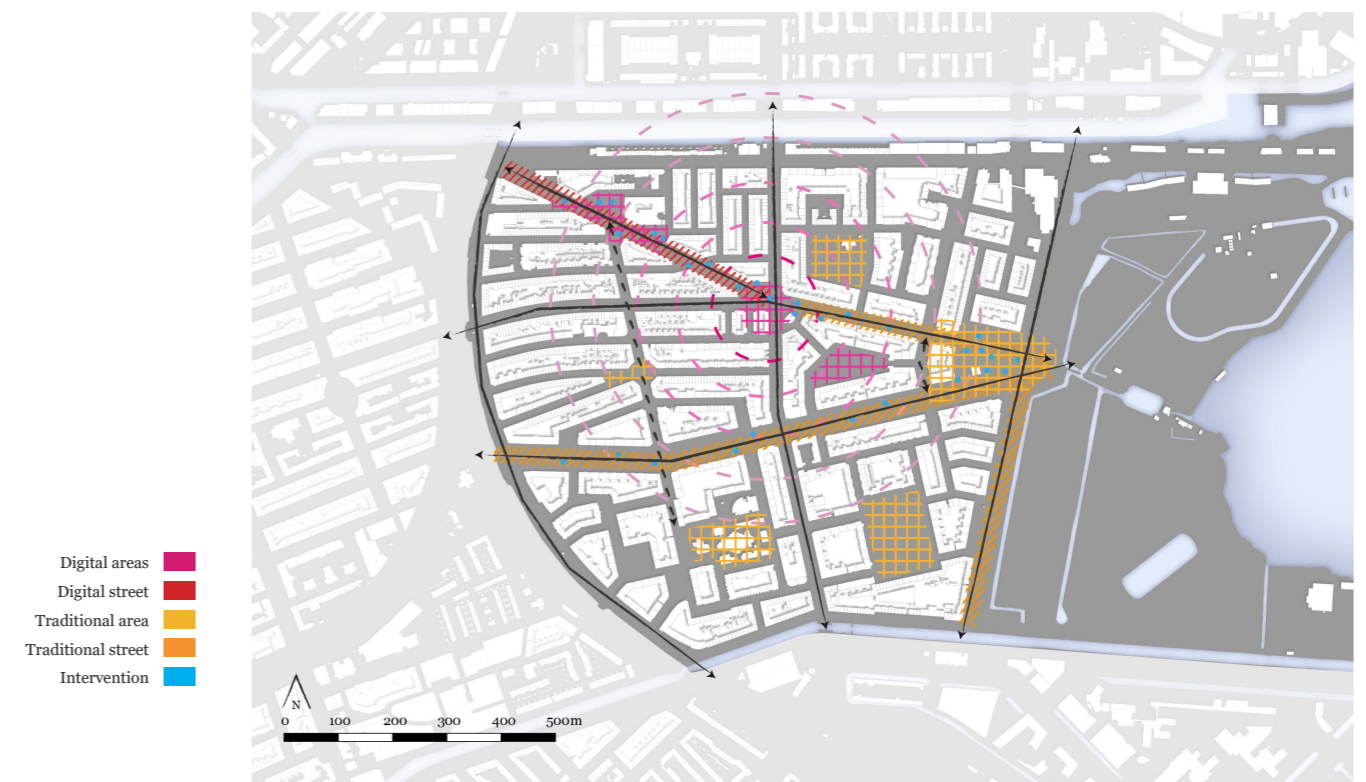 Digital areas
Digital street
Traditional area
Traditional street
Intervention
N
0 100 200 300 400 500m